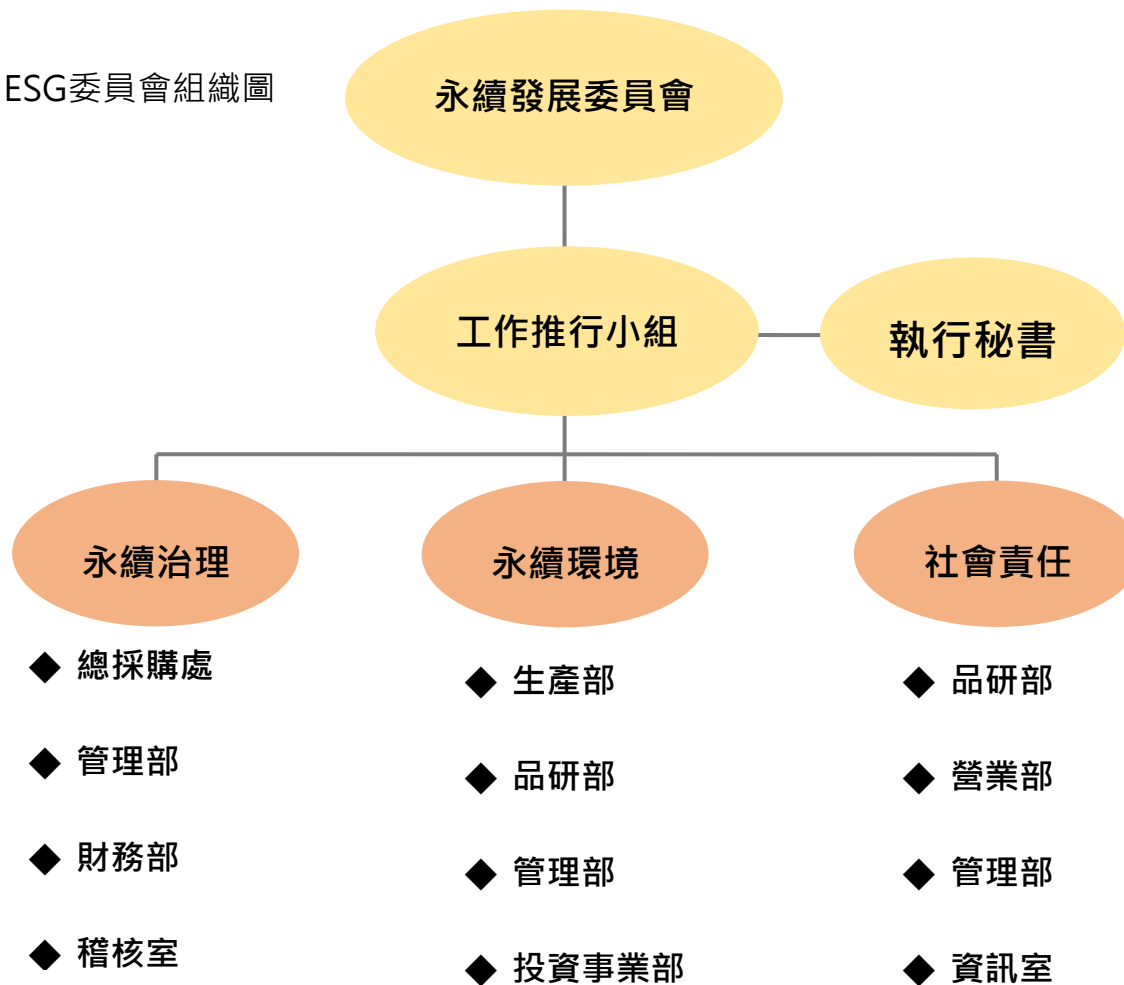 ESG委員會組織圖
永續發展委員會
工作推行小組
執行秘書
永續治理
總採購處
管理部
財務部
稽核室
永續環境
生產部
品研部
管理部
投資事業部
社會責任
品研部
營業部
管理部
資訊室